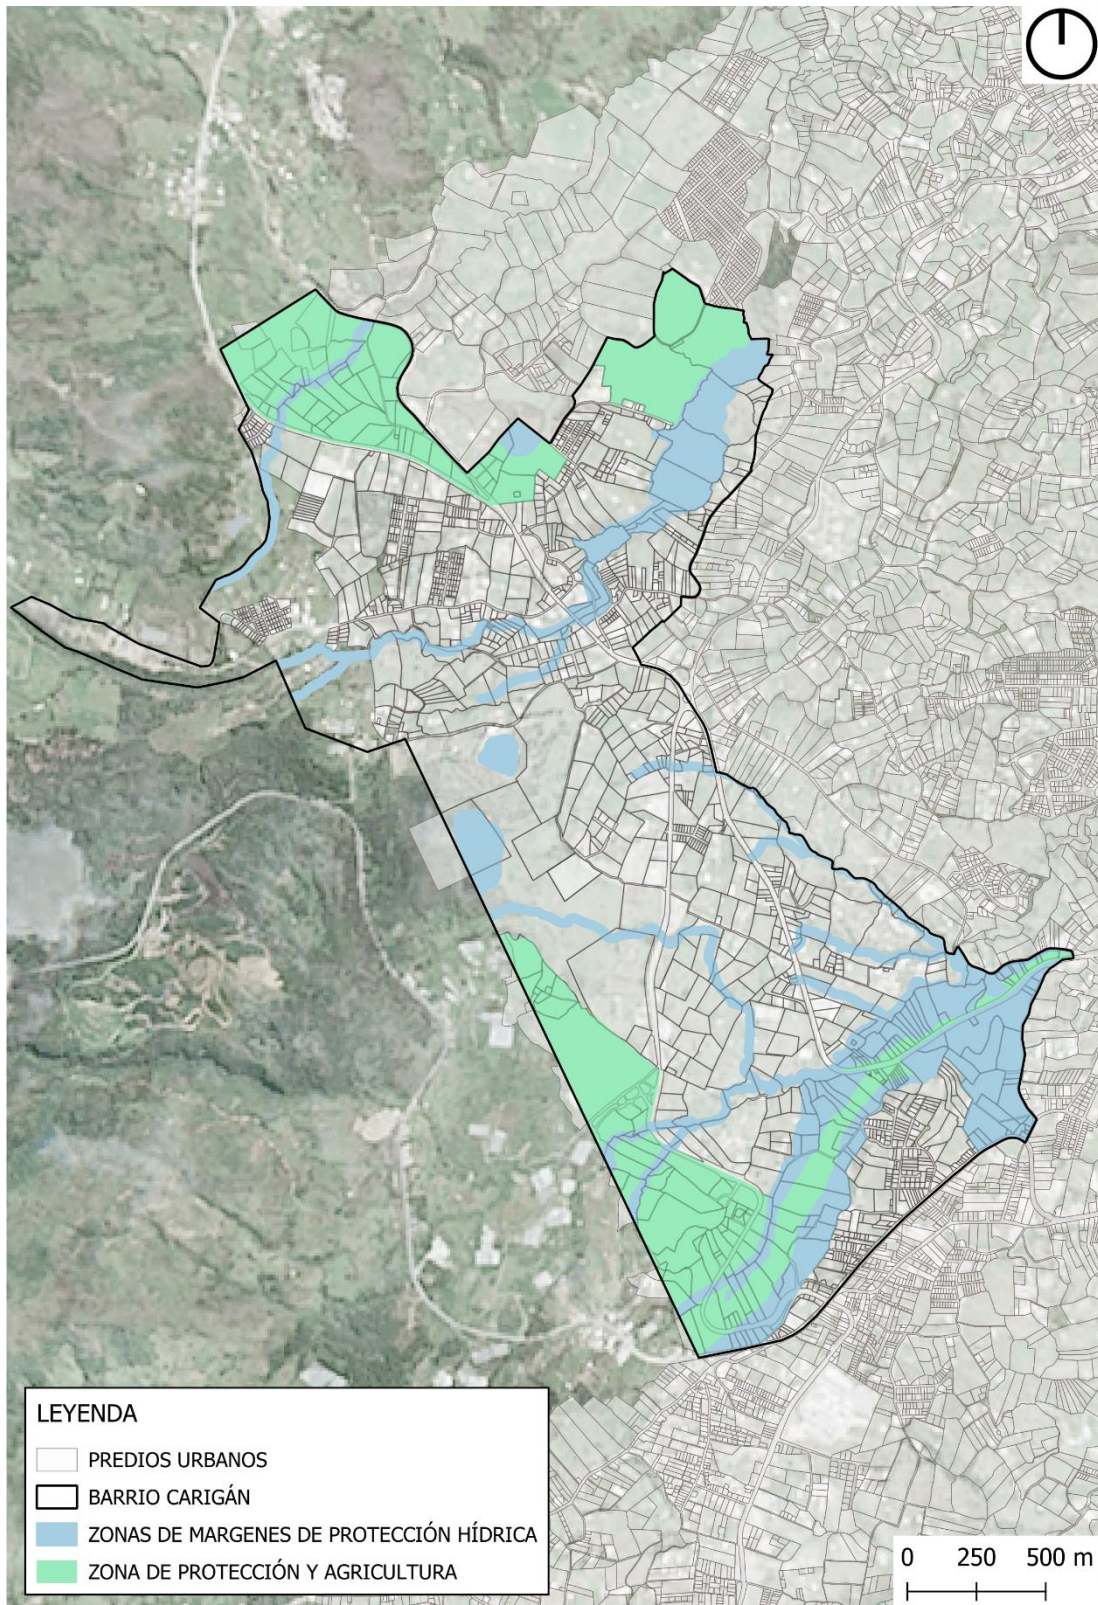 LEYENDA
PREDIOS URBANOS
BARRIO CARIGÁN
ZONAS DE MARGENES DE PROTECCIÓN HÍDRICA
ZONA DE PROTECCIÓN Y AGRICULTURA
0 250 500 m